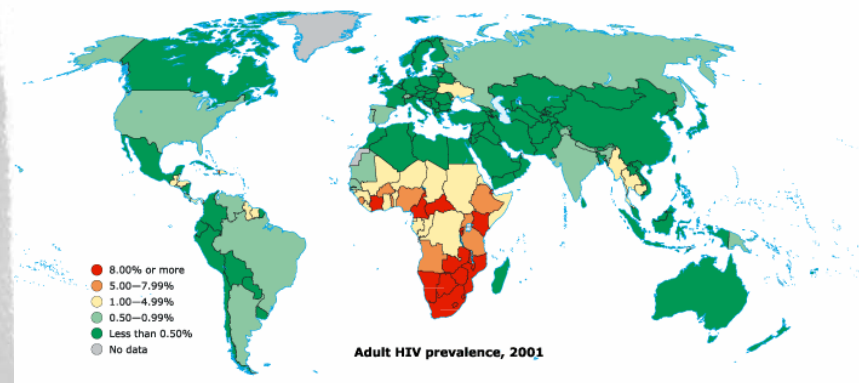 8.00% or more
5.00—7.99%
1.00—4.99%
0.50—0.99%
Less than 0.50%
No data
Adult HIV prevalence, 2001